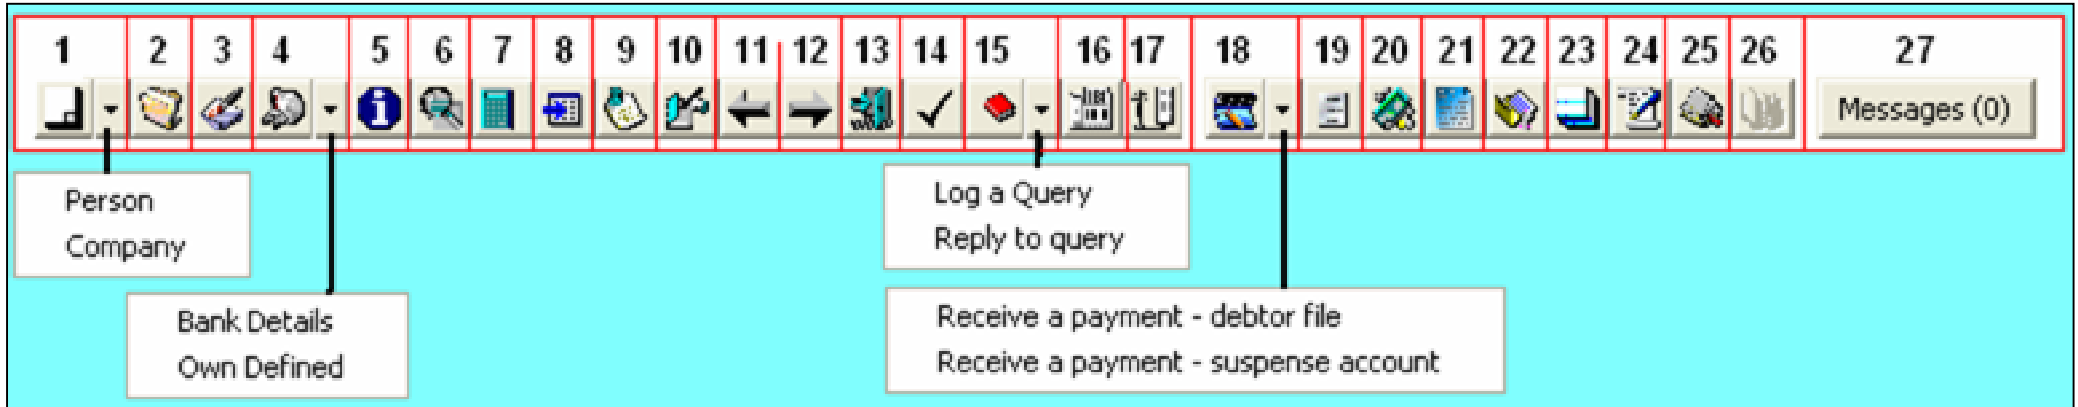 1 2 3 4 5 6 7 8 9 10 11 12 13 14 15 16 17 18 19 20 21 22 23 24 25 26 27
Messages (0)
Person
Company
Bank Details
Own Defined
Log a Query
Reply to query
Receive a payment - debtor file
Receive a payment - suspense account